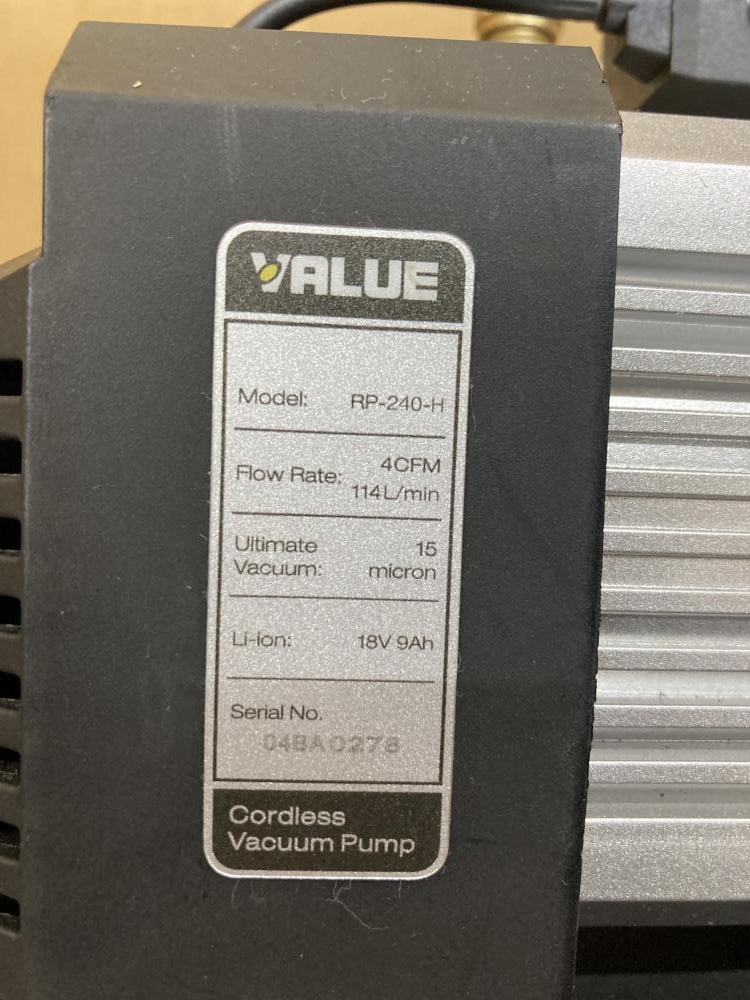 VALUE
Model: RP-240-H
Flow Rate: 4CFM
114L/min
Ultimate 15
Vacuum: micron
Li-ion: 18V 9Ah
Serial No.
04BA0278
Cordless
Vacuum Pump